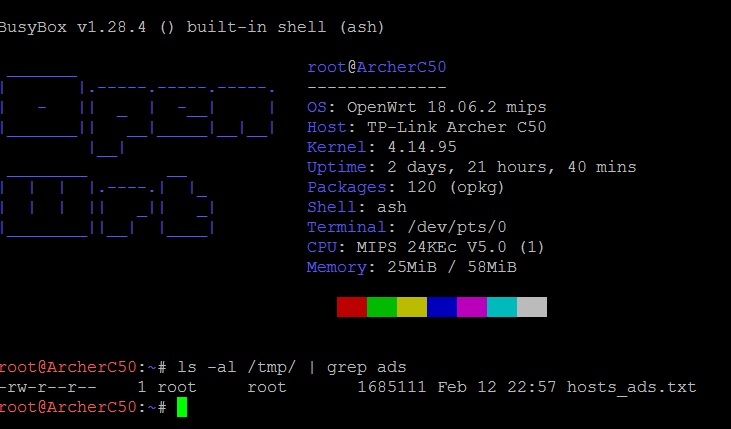 BusyBox v1.28.4 () built-in shell (ash)
root@ArcherC50
--------------
OS: OpenWrt 18.06.2 mips
Host: TP-Link Archer C50
Kernel: 4.14.95
Uptime: 2 days, 21 hours, 40 mins
Packages: 120 (opkg)
Shell: ash
Terminal: /dev/pts/0
CPU: MIPS 24KEc V5.0 (1)
Memory: 25MiB / 58MiB
root@ArcherC50:~# ls -al /tmp/ | grep ads
-rw-r--r-- 1 root root 1685111 Feb 12 22:57 hosts_ads.txt
root@ArcherC50:~#